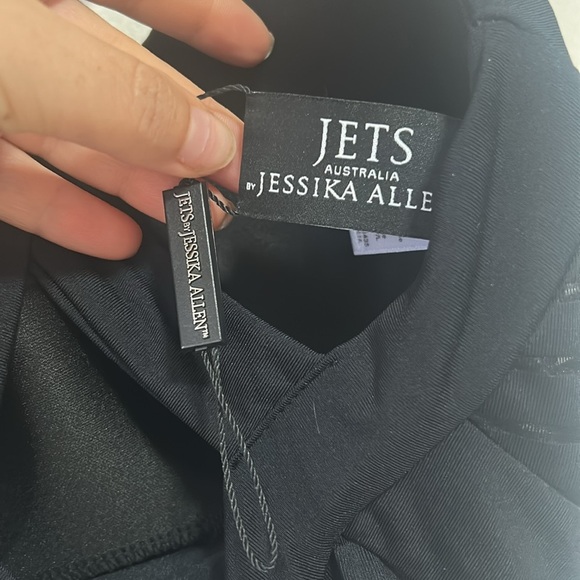 JETS
AUSTRALIA
BY JESSIKA ALLE
JETS BY JESSIKA ALLEN™